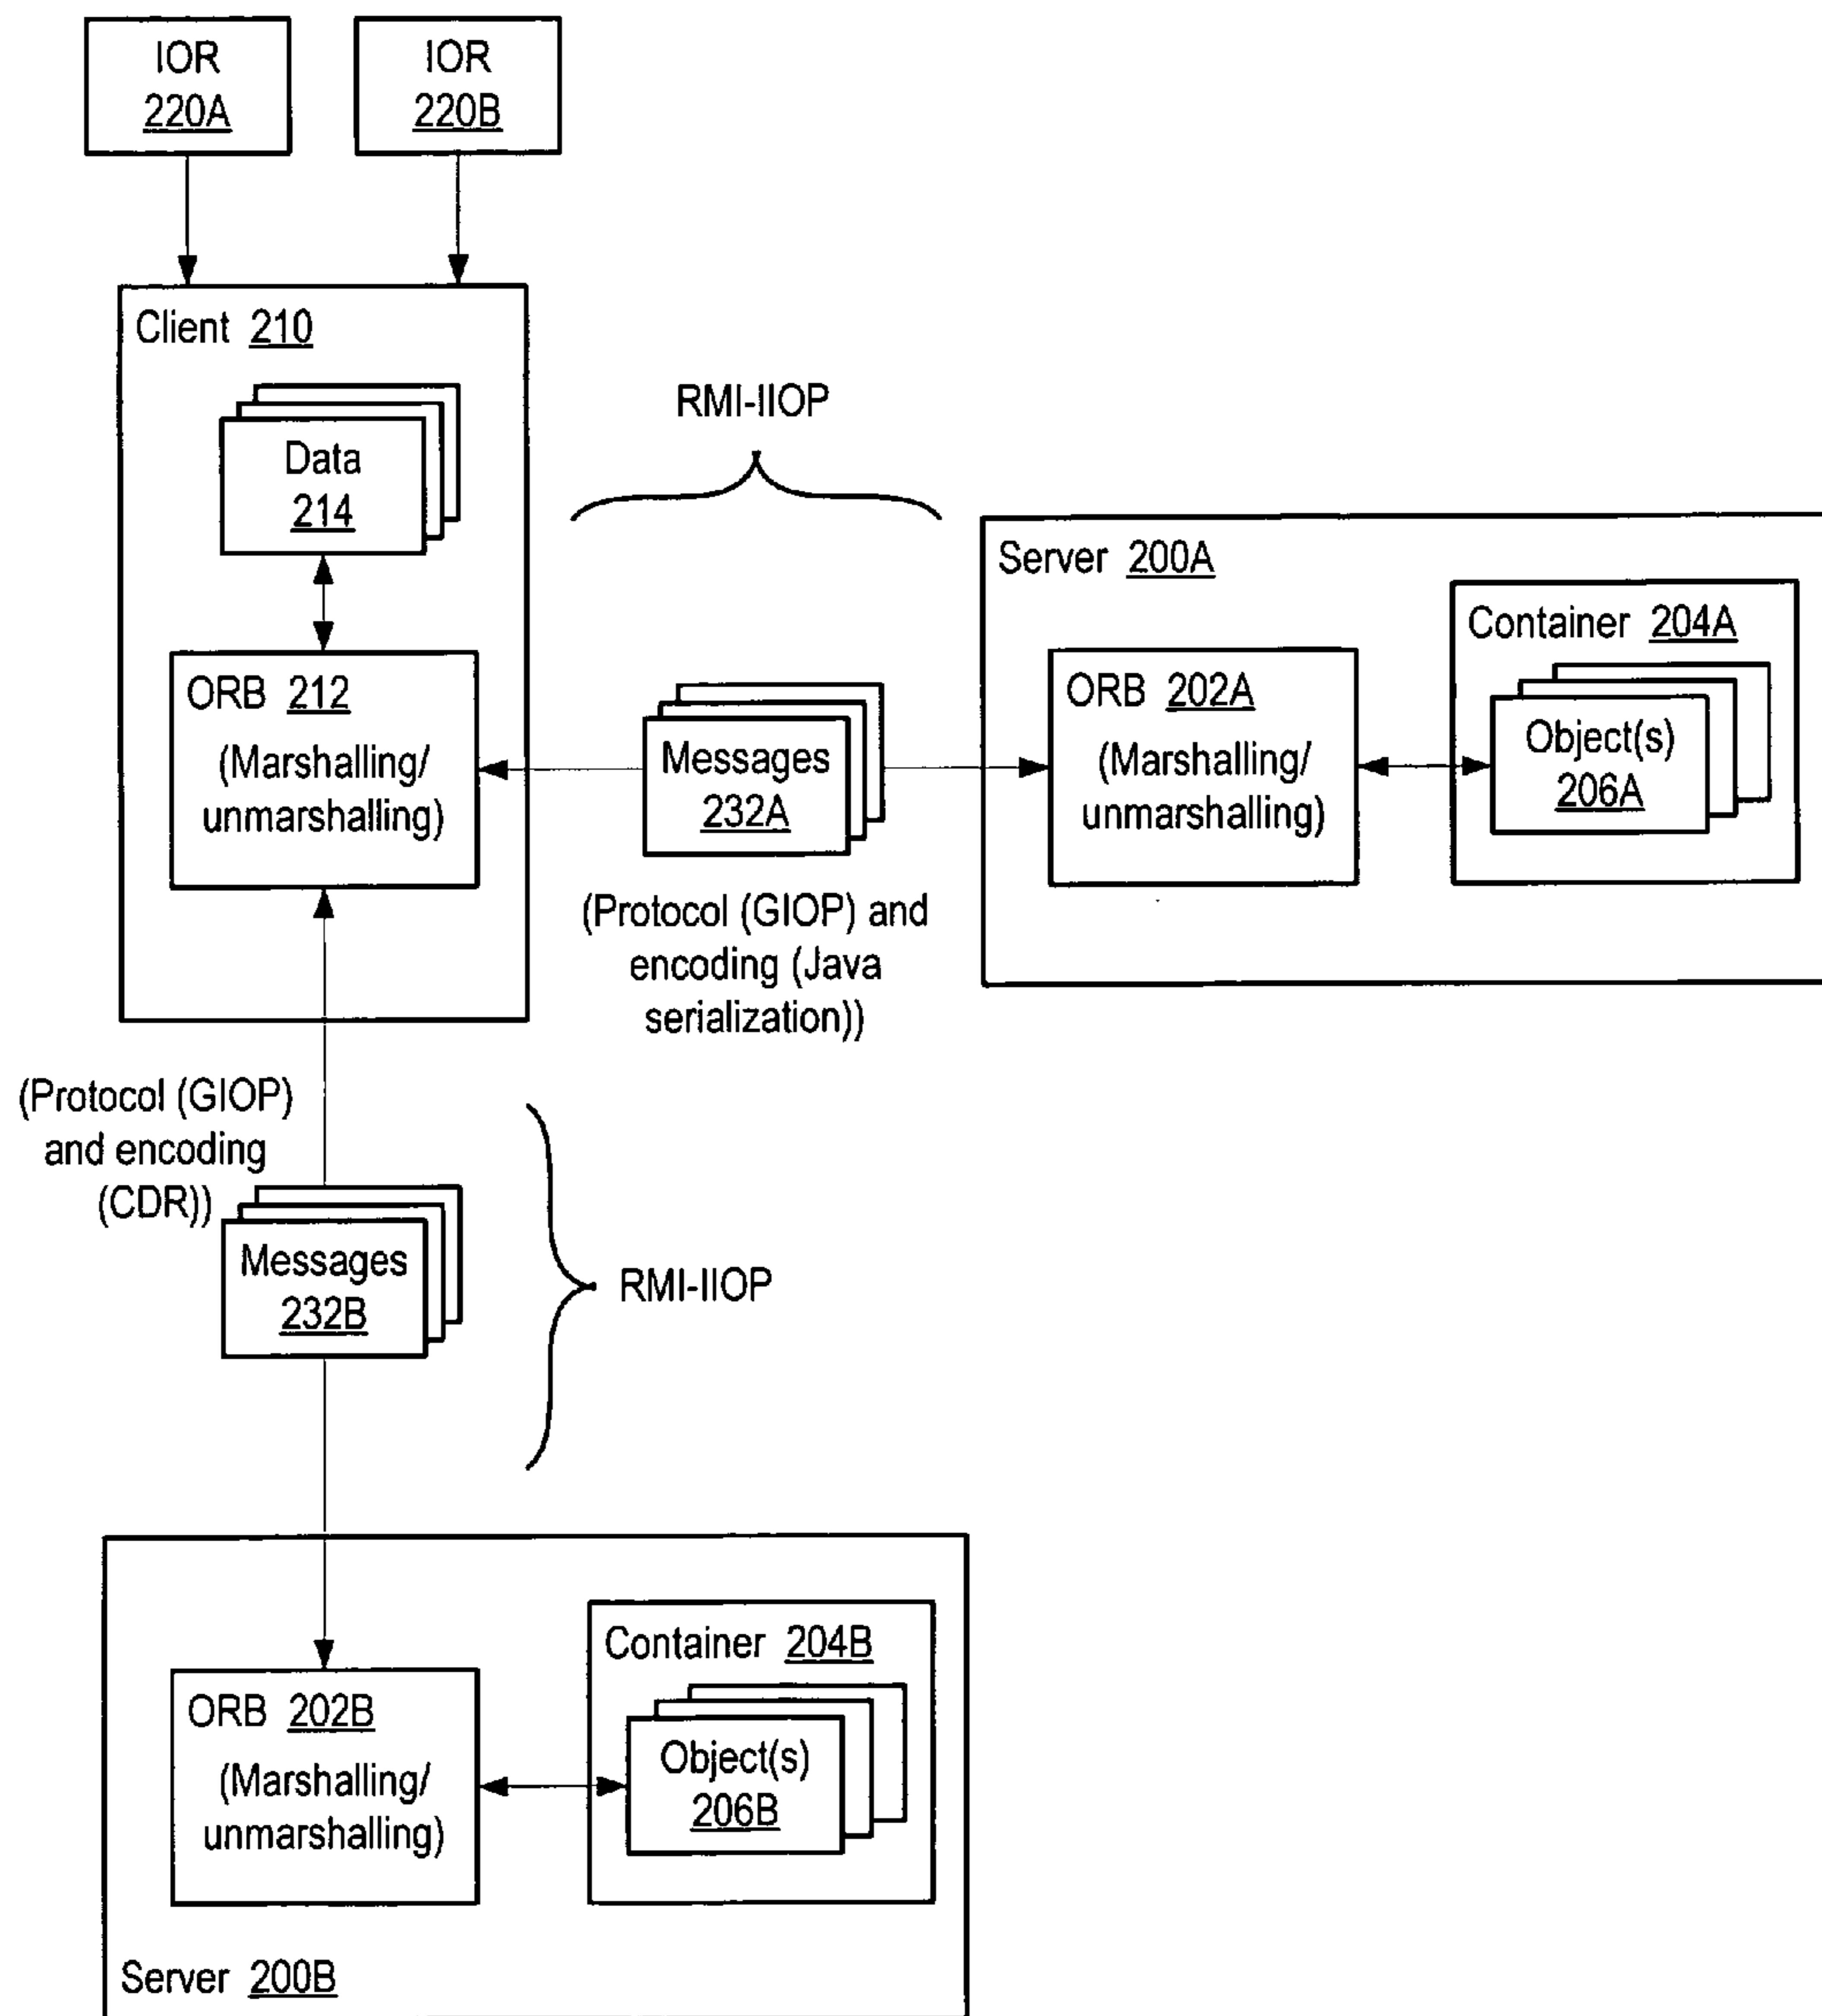 IOR
220A
IOR
220B
Client 210
Data
214
RMI-IIOP
Server 200A
Container 204A
ORB 212
(Marshalling/
unmarshalling)
Messages
232A
ORB 202A
(Marshalling/
unmarshalling)
Object(s)
206A
(Protocol (GIOP) and
encoding (Java
serialization))
(Protocol (GIOP)
and encoding
(CDR))
Messages
232B
RMI-IIOP
Container 204B
ORB 202B
(Marshalling/
unmarshalling)
Object(s)
206B
Server 200B